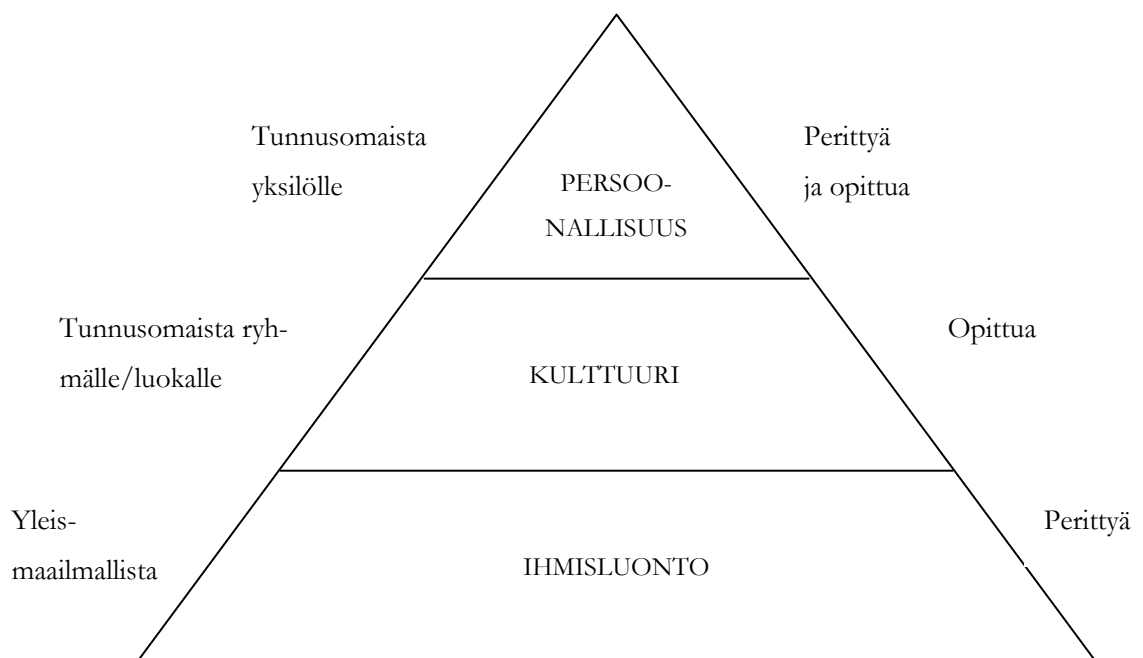 Tunnusomaista
yksilölle
PERSOO-
NALLISUUS
Perittyä
ja opittua
Tunnusomaista ryh-
mälle/luokalle
KULTTUURI
Opittua
Yleis-
maailmallista
IHMISLUONTO
Perittyä